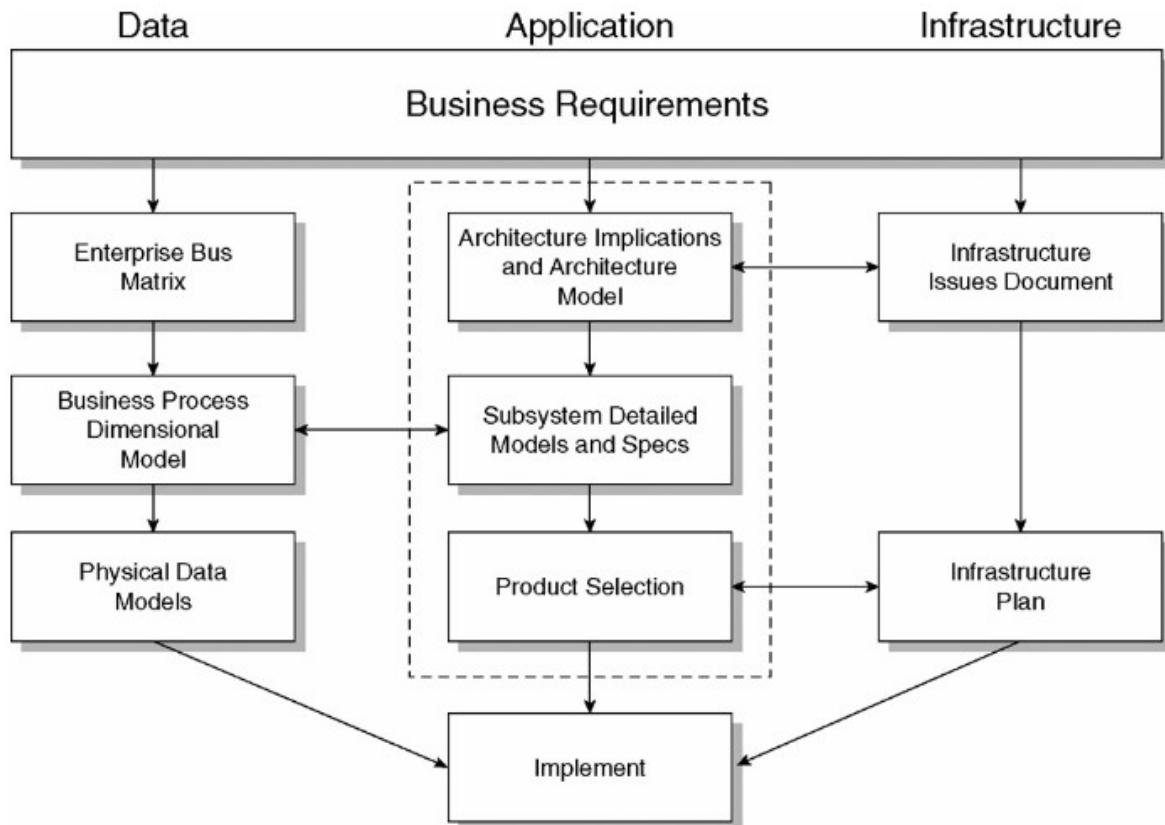 Data
Application
Infrastructure
Business Requirements
Enterprise Bus
Matrix
Architecture Implications
and Architecture
Model
Infrastructure
Issues Document
Business Process
Dimensional
Model
Subsystem Detailed
Models and Specs
Physical Data
Models
Product Selection
Infrastructure
Plan
Implement